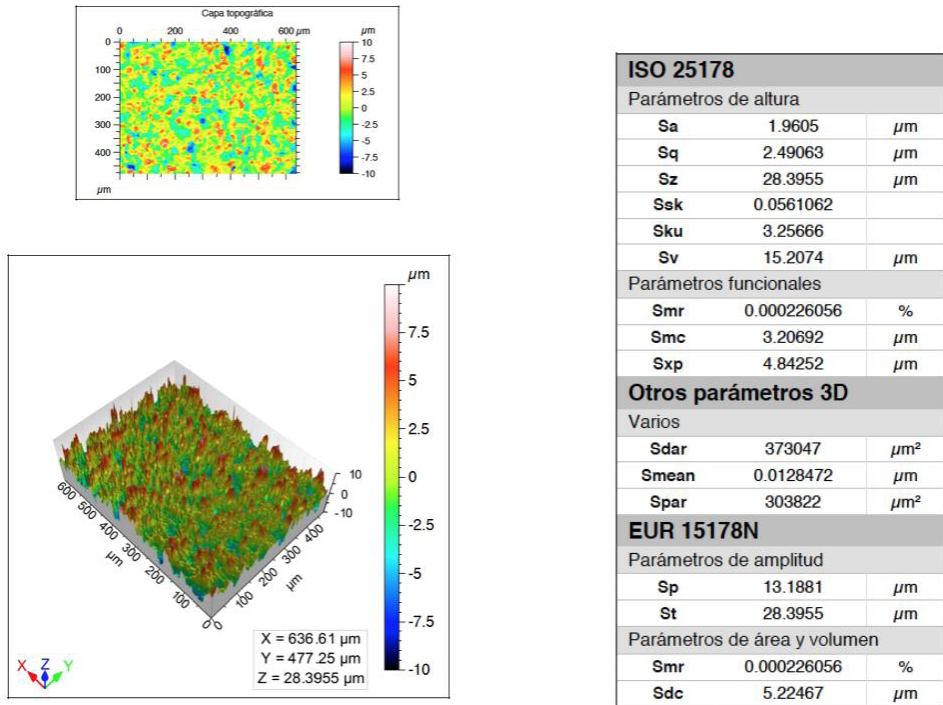 Capa topográfica
0 200 400 600 µm
µm
0
100
200
300
400
µm
10
7.5
5
2.5
0
-2.5
-5
-7.5
-10
µm
7.5
5
2.5
0
-2.5
-5
-7.5
-10
10
0
-10
600 500 400 300 200 100 0
µm
0 100 200 300 400
µm
X = 636.61 µm
Y = 477.25 µm
Z = 28.3955 µm
X Z Y
ISO 25178
Parámetros de altura
Sa 1.9605 µm
Sq 2.49063 µm
Sz 28.3955 µm
Ssk 0.0561062
Sku 3.25666
Sv 15.2074 µm
Parámetros funcionales
Smr 0.000226056 %
Smc 3.20692 µm
Sxp 4.84252 µm
Otros parámetros 3D
Varios
Sdar 373047 µm²
Smean 0.0128472 µm
Spar 303822 µm²
EUR 15178N
Parámetros de amplitud
Sp 13.1881 µm
St 28.3955 µm
Parámetros de área y volumen
Smr 0.000226056 %
Sdc 5.22467 µm